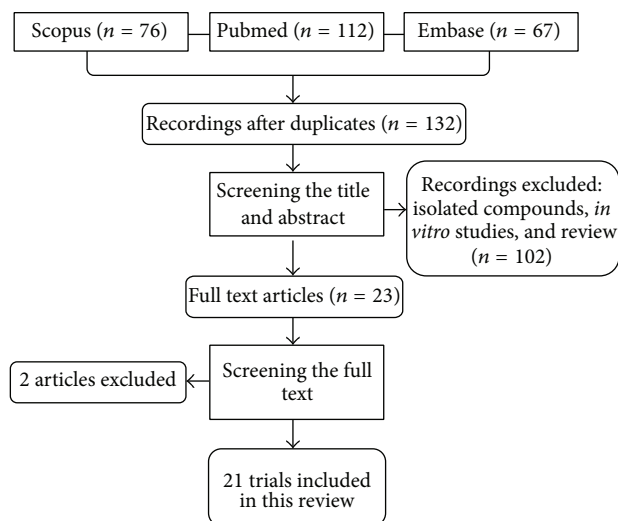 Scopus (n = 76)
Pubmed (n = 112)
Embase (n = 67)
Recordings after duplicates (n = 132)
Screening the title
and abstract
Recordings excluded:
isolated compounds, in
vitro studies, and review
(n = 102)
Full text articles (n = 23)
2 articles excluded
Screening the full
text
21 trials included
in this review